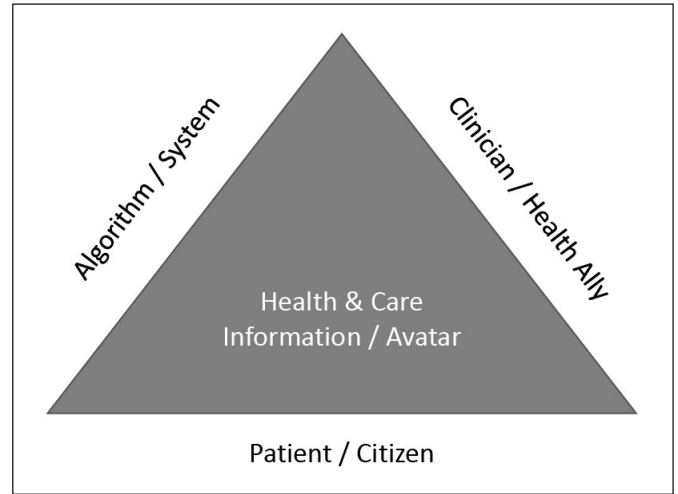 Algorithm / System
Clinician / Health Ally
Health & Care
Information / Avatar
Patient / Citizen